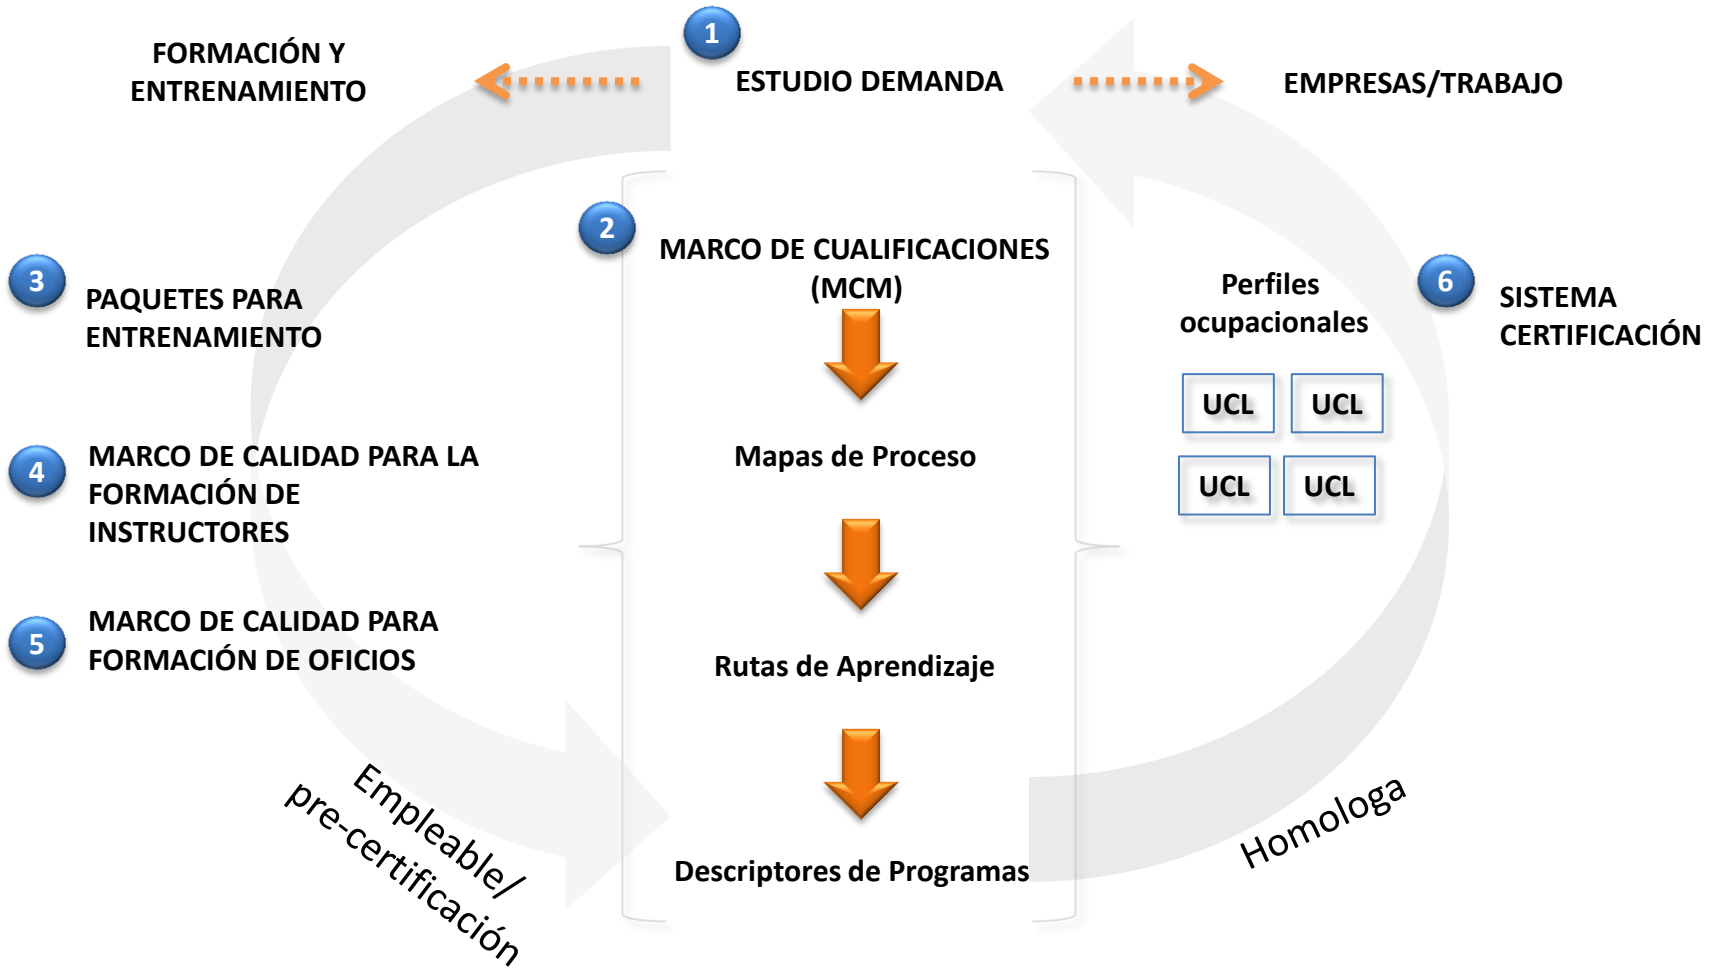 1
FORMACIÓN Y
ENTRENAMIENTO
ESTUDIO DEMANDA
EMPRESAS/TRABAJO
2
MARCO DE CUALIFICACIONES
(MCM)
Mapas de Proceso
Rutas de Aprendizaje
Descriptores de Programas
3
PAQUETES PARA
ENTRENAMIENTO
4
MARCO DE CALIDAD PARA LA
FORMACIÓN DE
INSTRUCTORES
5
MARCO DE CALIDAD PARA
FORMACIÓN DE OFICIOS
Empleable/
pre-certificación
Perfiles
ocupacionales
UCL UCL
UCL UCL
6
SISTEMA
CERTIFICACIÓN
Homologa